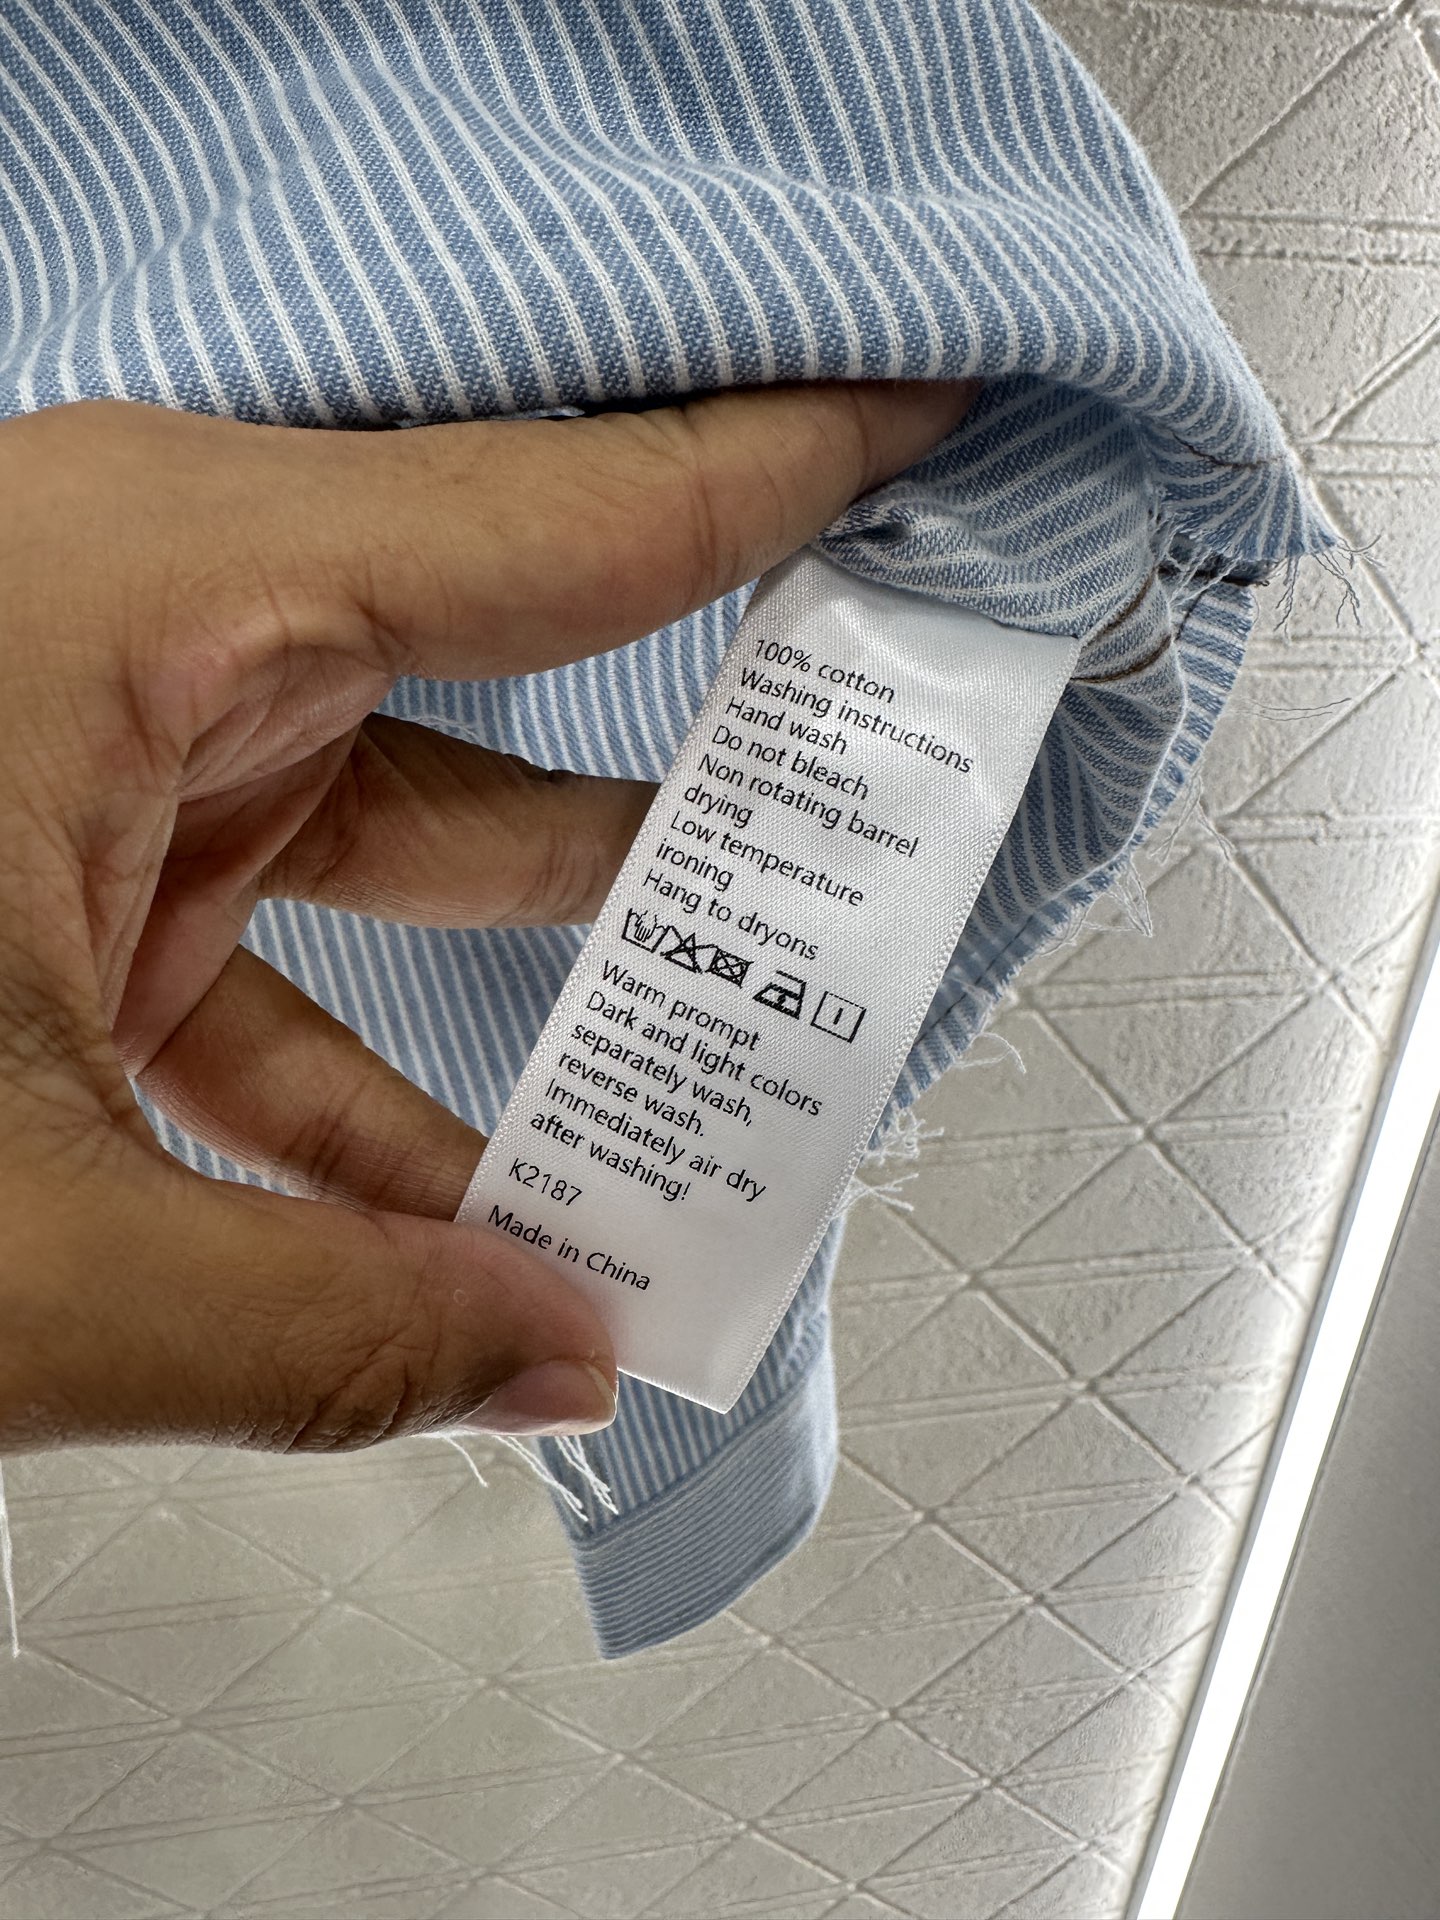 100% cotton
Washing instructions
Hand wash
Do not bleach
Non rotating barrel
drying
Low temperature
ironing
Hang to dryons
Warm prompt
Dark and light colors
separately wash,
reverse wash.
Immediately air dry
after washing!
K2187
Made in China